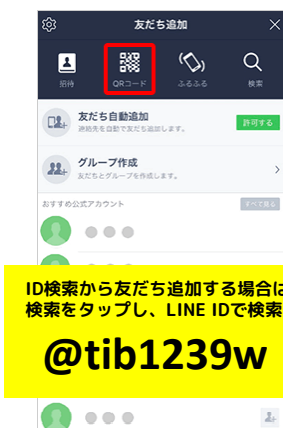 友だち追加
招待
QRコード
ふるふる
検索
友だち自動追加
連絡先を自動で友だち追加します。
許可する
グループ作成
友だちとグループを作成します。
おすすめ公式アカウント
すべて見る
ID検索から友だち追加する場合は
検索をタップし、LINE IDで検索
@tib1239w